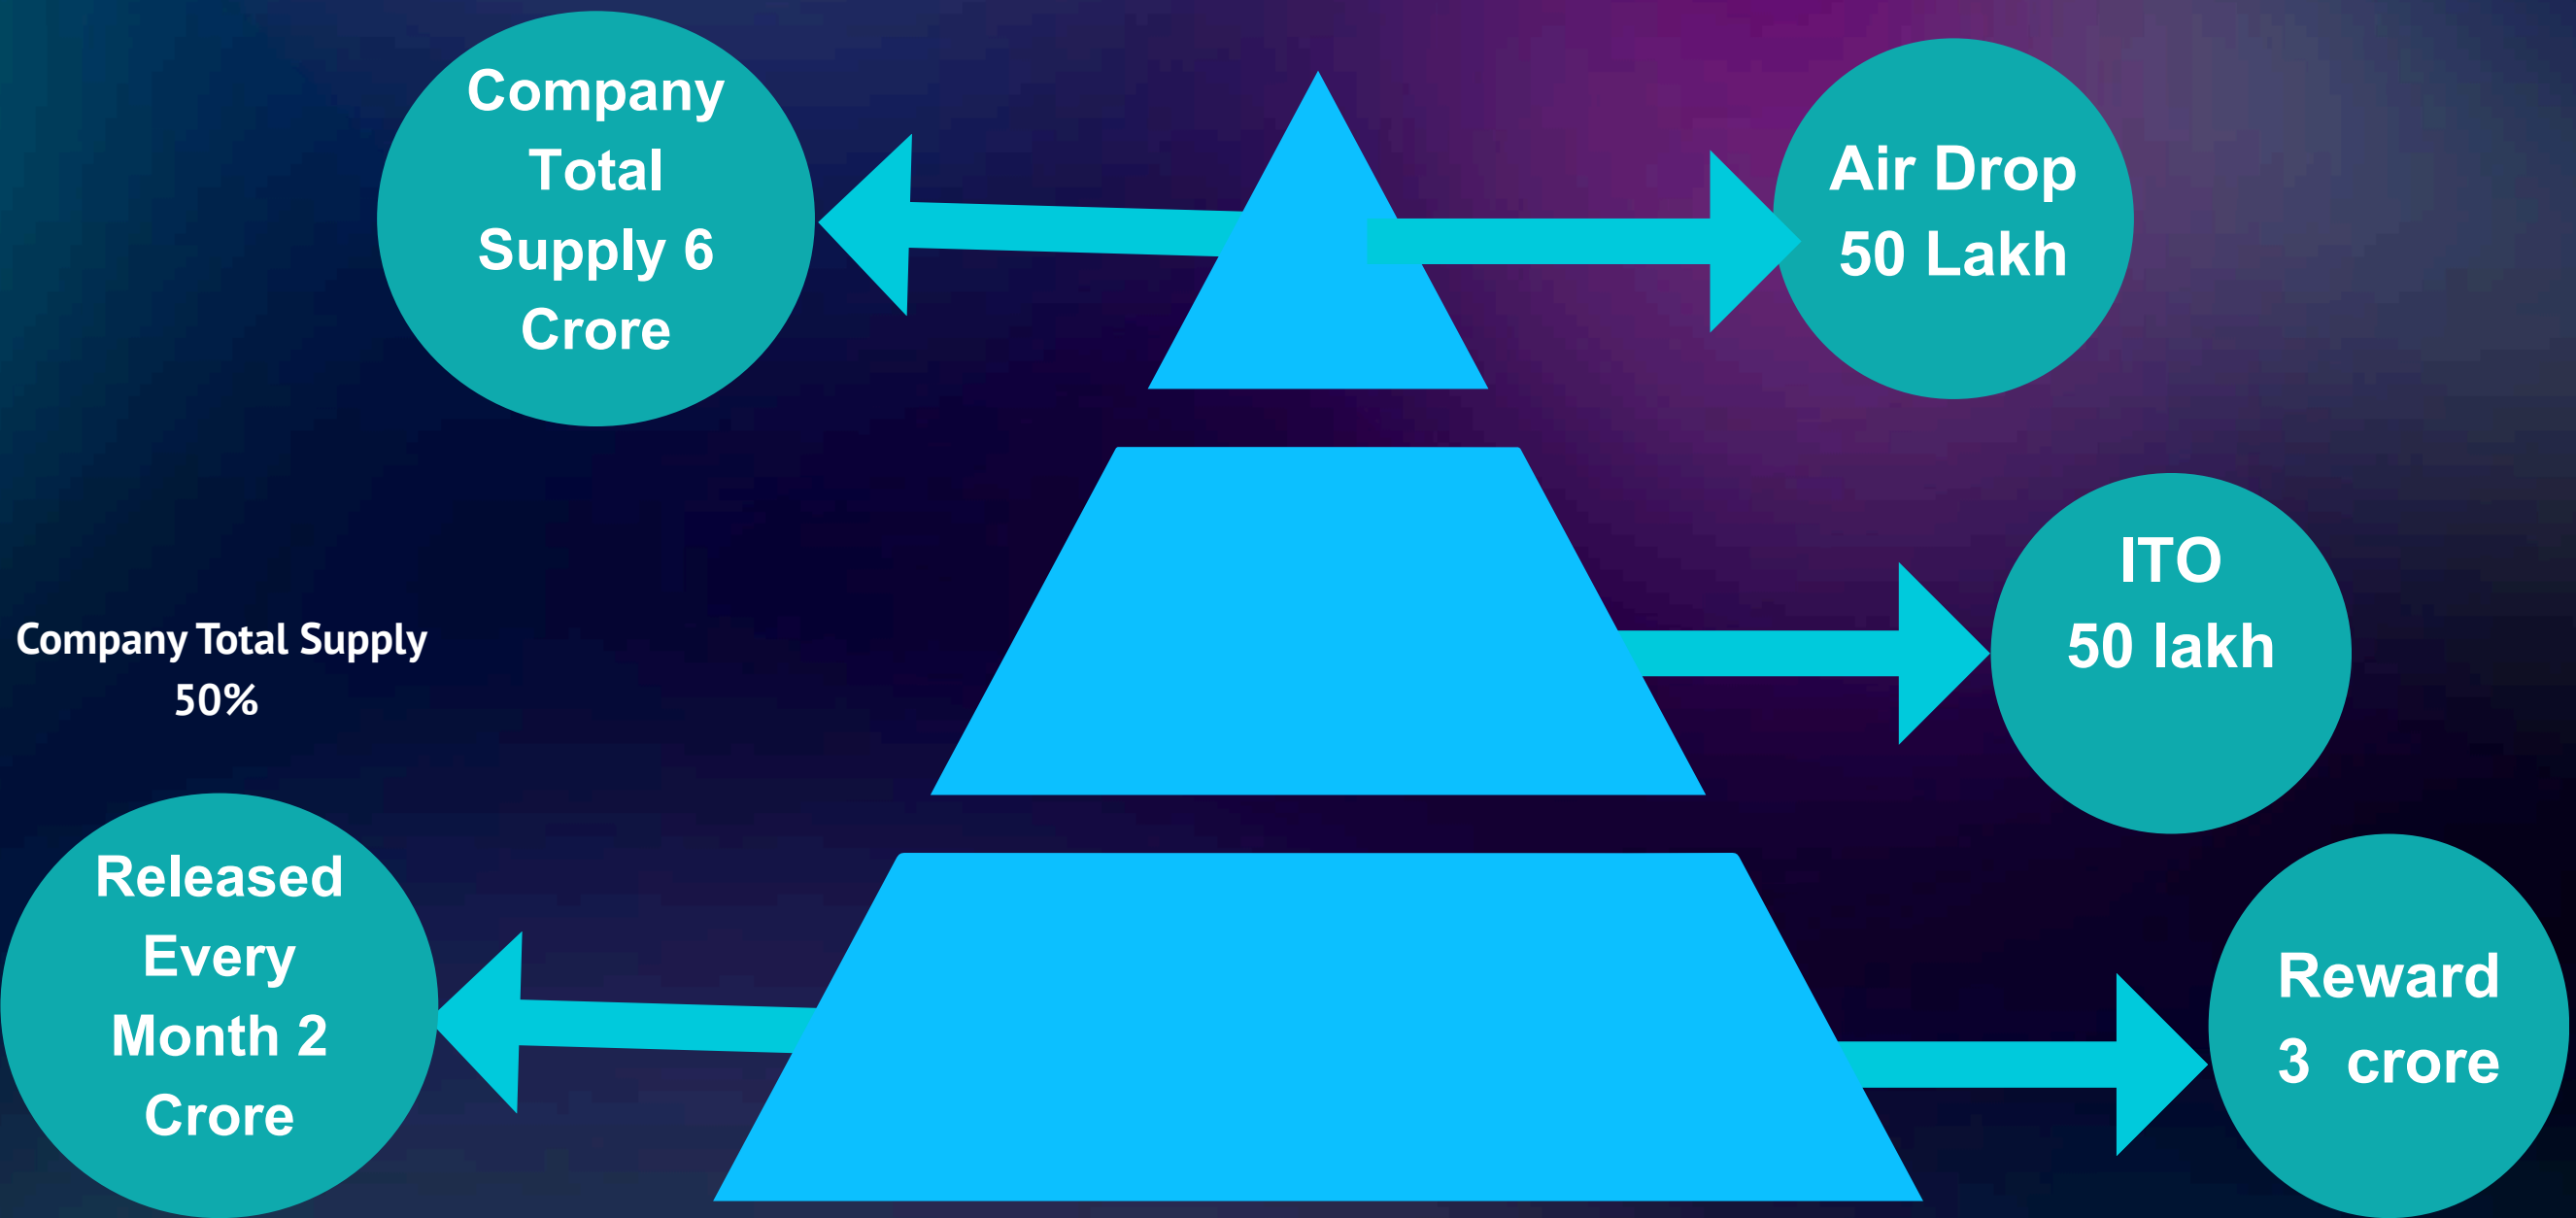 Company
Total
Supply 6
Crore
Air Drop
50 Lakh
ITO
50 lakh
Company Total Supply
50%
Released
Every
Month 2
Crore
Reward
3 crore